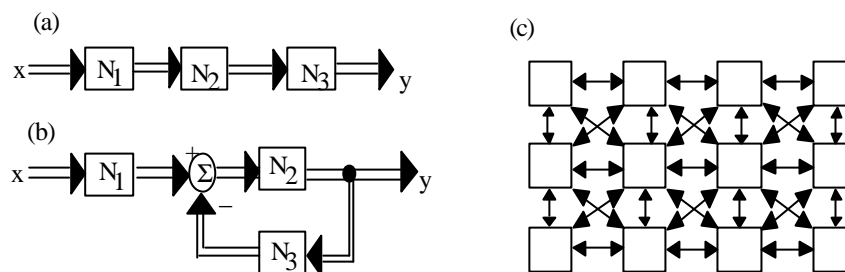 (a)
x N1 N2 N3 y
(b)
x N1 + Σ − N2 y
N3
(c)